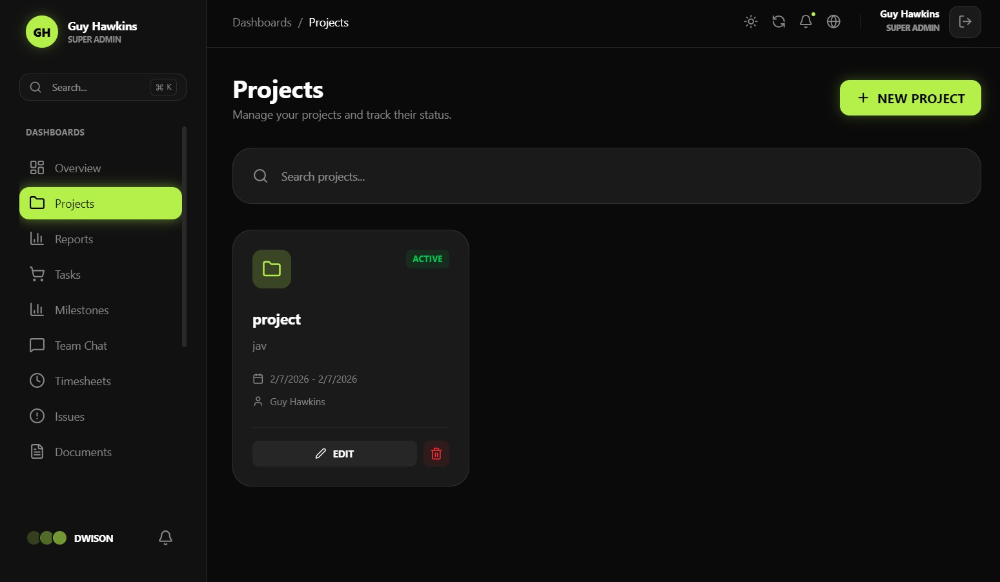 GH
Guy Hawkins
SUPER ADMIN
Search...
⌘ K
DASHBOARDS
Overview
Projects
Reports
Tasks
Milestones
Team Chat
Timesheets
Issues
Documents
DWISON
Dashboards / Projects
Guy Hawkins
SUPER ADMIN
Projects
Manage your projects and track their status.
+ NEW PROJECT
Search projects...
ACTIVE
project
jav
2/7/2026 - 2/7/2026
Guy Hawkins
EDIT